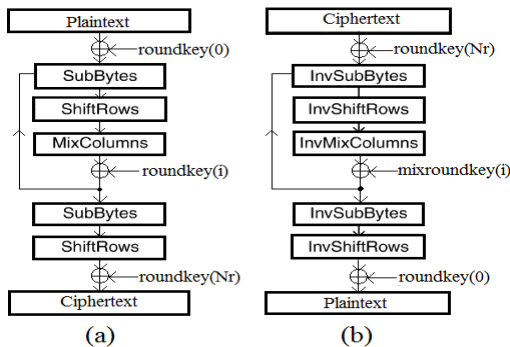 Plaintext
roundkey(0)
SubBytes
ShiftRows
MixColumns
roundkey(i)
SubBytes
ShiftRows
roundkey(Nr)
Ciphertext
(a)
Ciphertext
roundkey(Nr)
InvSubBytes
InvShiftRows
InvMixColumns
mixroundkey(i)
InvSubBytes
InvShiftRows
roundkey(0)
Plaintext
(b)